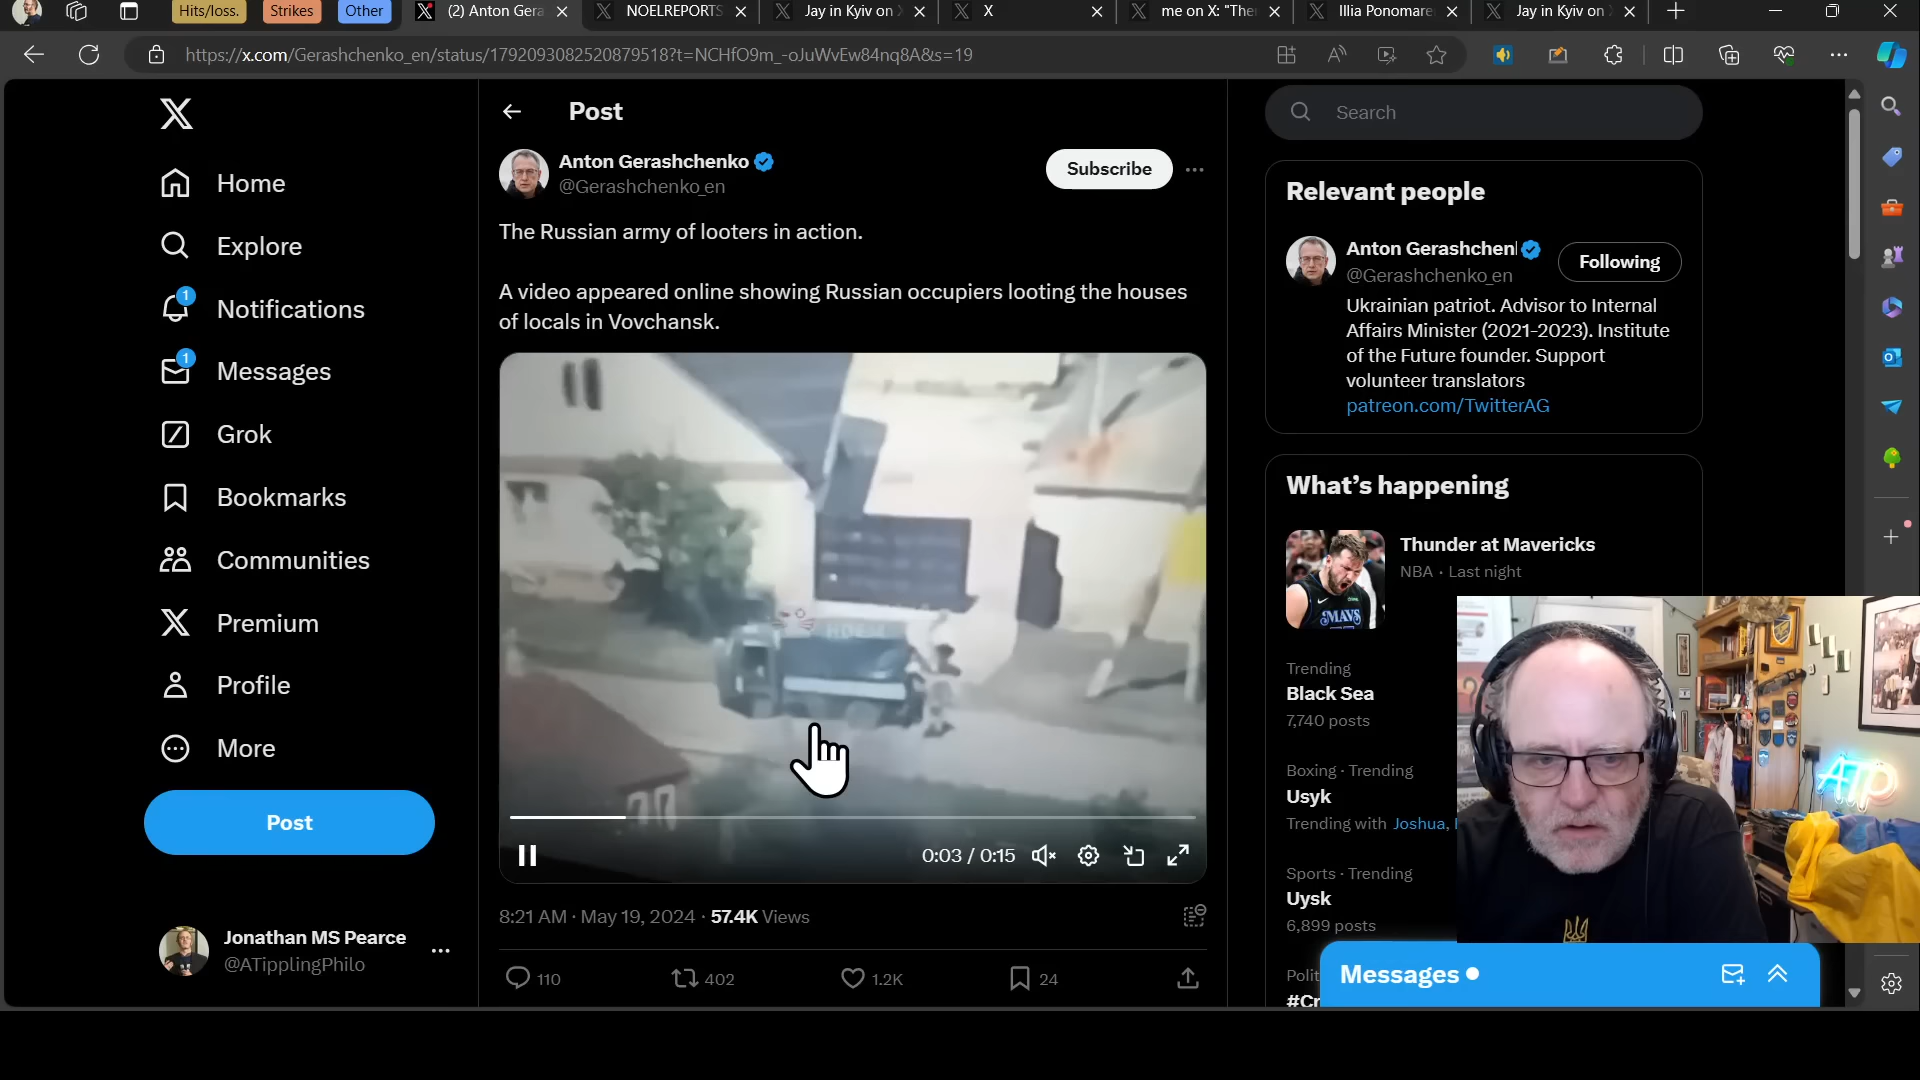 Hits/loss.
Strikes
Other
(2) Anton Gera
NOELREPORTS
Jay in Kyiv on
X
me on X: "The
Illia Ponomare
Jay in Kyiv on
https://x.com/Gerashchenko_en/status/1792093082520879518?t=NCHfO9m_-oJuWvEw84nq8A&s=19
Home
Explore
1
Notifications
1
Messages
Grok
Bookmarks
Communities
Premium
Profile
More
Post
Jonathan MS Pearce
@ATipplingPhilo
Post
Anton Gerashchenko
@Gerashchenko_en
Subscribe
The Russian army of looters in action.
A video appeared online showing Russian occupiers looting the houses
of locals in Vovchansk.
0:03 / 0:15
8:21 AM · May 19, 2024 · 57.4K Views
110
402
1.2K
24
Search
Relevant people
Anton Gerashchen
@Gerashchenko_en
Following
Ukrainian patriot. Advisor to Internal
Affairs Minister (2021-2023). Institute
of the Future founder. Support
volunteer translators
patreon.com/TwitterAG
What's happening
Thunder at Mavericks
NBA · Last night
MAVS
Trending
Black Sea
7,740 posts
Boxing · Trending
Usyk
Trending with Joshua,
Sports · Trending
Uysk
6,899 posts
Polit
#Cr
Messages
ATP